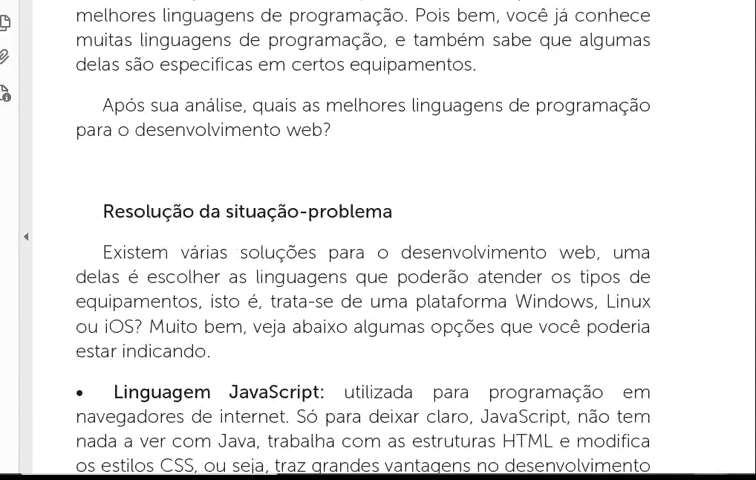 melhores linguagens de programação. Pois bem, você já conhece
muitas linguagens de programação, e também sabe que algumas
delas são especificas em certos equipamentos.
Após sua análise, quais as melhores linguagens de programação
para o desenvolvimento web?
Resolução da situação-problema
Existem várias soluções para o desenvolvimento web, uma
delas é escolher as linguagens que poderão atender os tipos de
equipamentos, isto é, trata-se de uma plataforma Windows, Linux
ou iOS? Muito bem, veja abaixo algumas opções que você poderia
estar indicando.
• Linguagem JavaScript: utilizada para programação em
navegadores de internet. Só para deixar claro, JavaScript, não tem
nada a ver com Java, trabalha com as estruturas HTML e modifica
os estilos CSS, ou seja, traz grandes vantagens no desenvolvimento